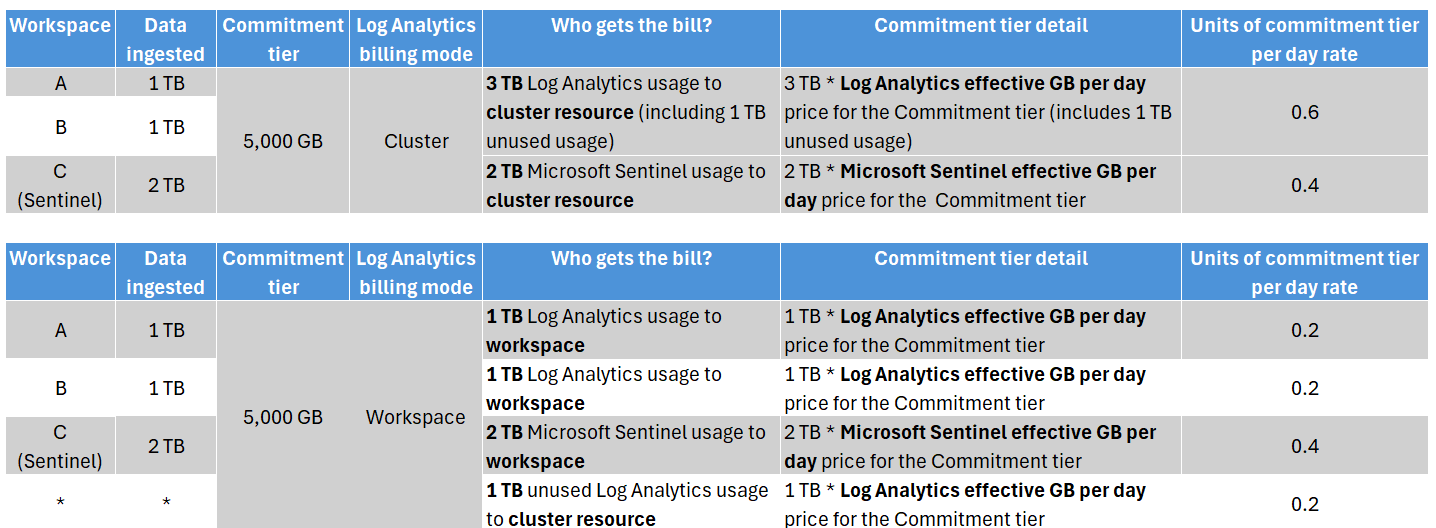 Workspace Data ingested Commitment tier Log Analytics billing mode Who gets the bill? Commitment tier detail Units of commitment tier per day rate
A
1 TB
B
1 TB
C
(Sentinel)
2 TB
5,000 GB
Cluster
3 TB Log Analytics usage to
cluster resource (including 1 TB
unused usage)
3 TB * Log Analytics effective GB per day
price for the Commitment tier (includes 1 TB
unused usage)
0.6
2 TB Microsoft Sentinel usage to
cluster resource
2 TB * Microsoft Sentinel effective GB per
day price for the Commitment tier
0.4
Workspace Data ingested Commitment tier Log Analytics billing mode Who gets the bill? Commitment tier detail Units of commitment tier per day rate
A
1 TB
5,000 GB
Workspace
1 TB Log Analytics usage to
workspace
1 TB * Log Analytics effective GB per day
price for the Commitment tier
0.2
B
1 TB
1 TB Log Analytics usage to
workspace
1 TB * Log Analytics effective GB per day
price for the Commitment tier
0.2
C
(Sentinel)
2 TB
2 TB Microsoft Sentinel usage to
workspace
2 TB * Microsoft Sentinel effective GB per
day price for the Commitment tier
0.4
*
*
1 TB unused Log Analytics usage
to cluster resource
1 TB * Log Analytics effective GB per day
price for the Commitment tier
0.2